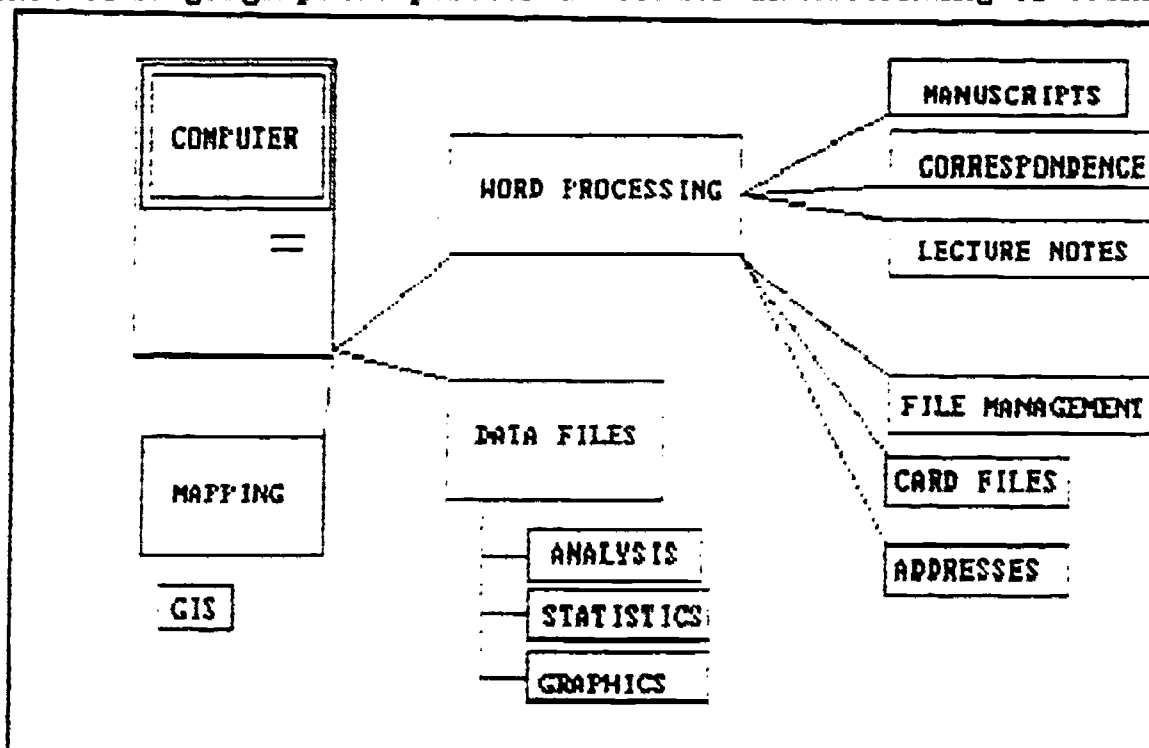 COMPUTER
WORD PROCESSING
MANUSCRIPTS
CORRESPONDENCE
LECTURE NOTES
FILE MANAGEMENT
CARD FILES
ADDRESSES
DATA FILES
ANALYSIS
STATISTICS
GRAPHICS
MAPPING
GIS